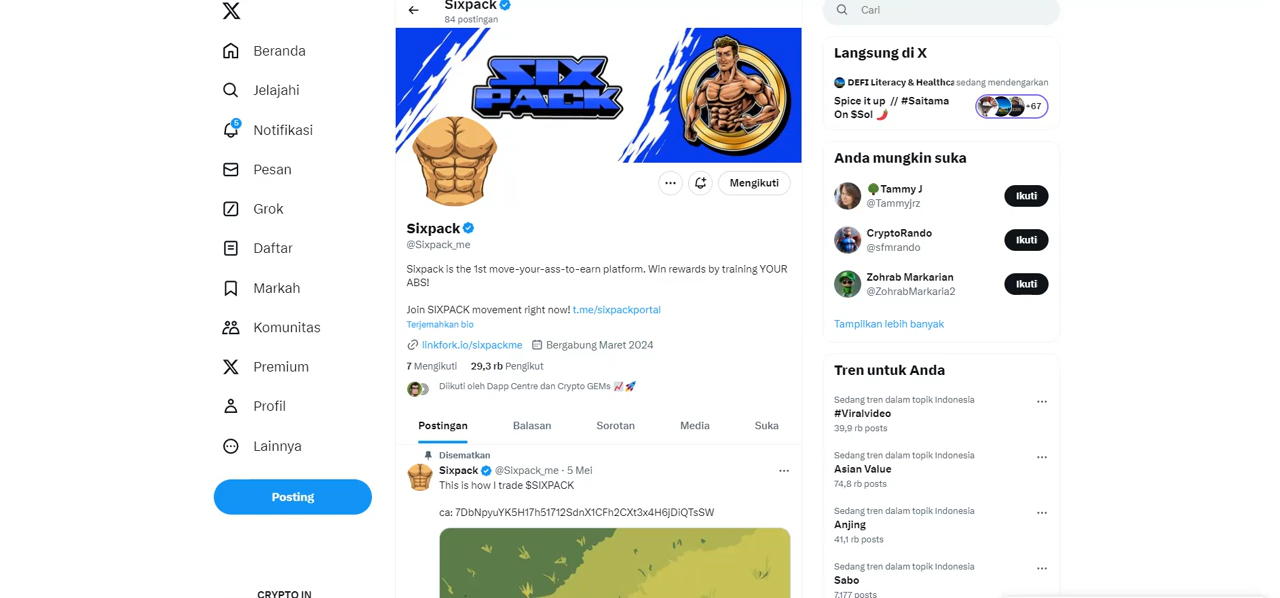 Sixpack
84 postingan
SIX
PACK
Beranda
Jelajahi
5
Notifikasi
Pesan
Grok
Daftar
Markah
Komunitas
Premium
Profil
Lainnya
Posting
CRYPTO IN
Mengikuti
Sixpack
@Sixpack_me
Sixpack is the 1st move-your-ass-to-earn platform. Win rewards by training YOUR
ABS!
Join SIXPACK movement right now! t.me/sixpackportal
Terjemahkan bio
linkfork.io/sixpackme Bergabung Maret 2024
7 Mengikuti 29,3 rb Pengikut
Diikuti oleh Dapp Centre dan Crypto GEMs 📈🚀
Postingan Balasan Sorotan Media Suka
Disematkan
Sixpack @Sixpack_me · 5 Mei
This is how I trade $SIXPACK
ca: 7DbNpyuYK5H17h51712SdnX1CFh2CXt3x4H6jDiQTsSW
Cari
Langsung di X
DEFI Literacy & Healthca sedang mendengarkan
Spice it up // #Saitama
On $Sol 🌶️
+67
Anda mungkin suka
🌳Tammy J
@Tammyjrz
Ikuti
CryptoRando
@sfmrando
Ikuti
Zohrab Markarian
@ZohrabMarkaria2
Ikuti
Tampilkan lebih banyak
Tren untuk Anda
Sedang tren dalam topik Indonesia
#Viralvideo
39,9 rb posts
Sedang tren dalam topik Indonesia
Asian Value
74,8 rb posts
Sedang tren dalam topik Indonesia
Anjing
41,1 rb posts
Sedang tren dalam topik Indonesia
Sabo
7.177 posts